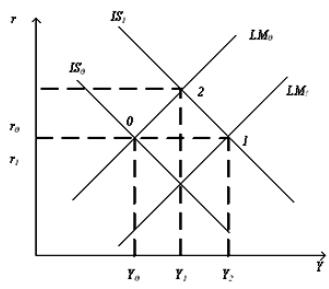 r
IS₁
LM₀
IS₀
2
LM₁
0
r₀
1
r₁
Y₀
Y₁
Y₂
Y